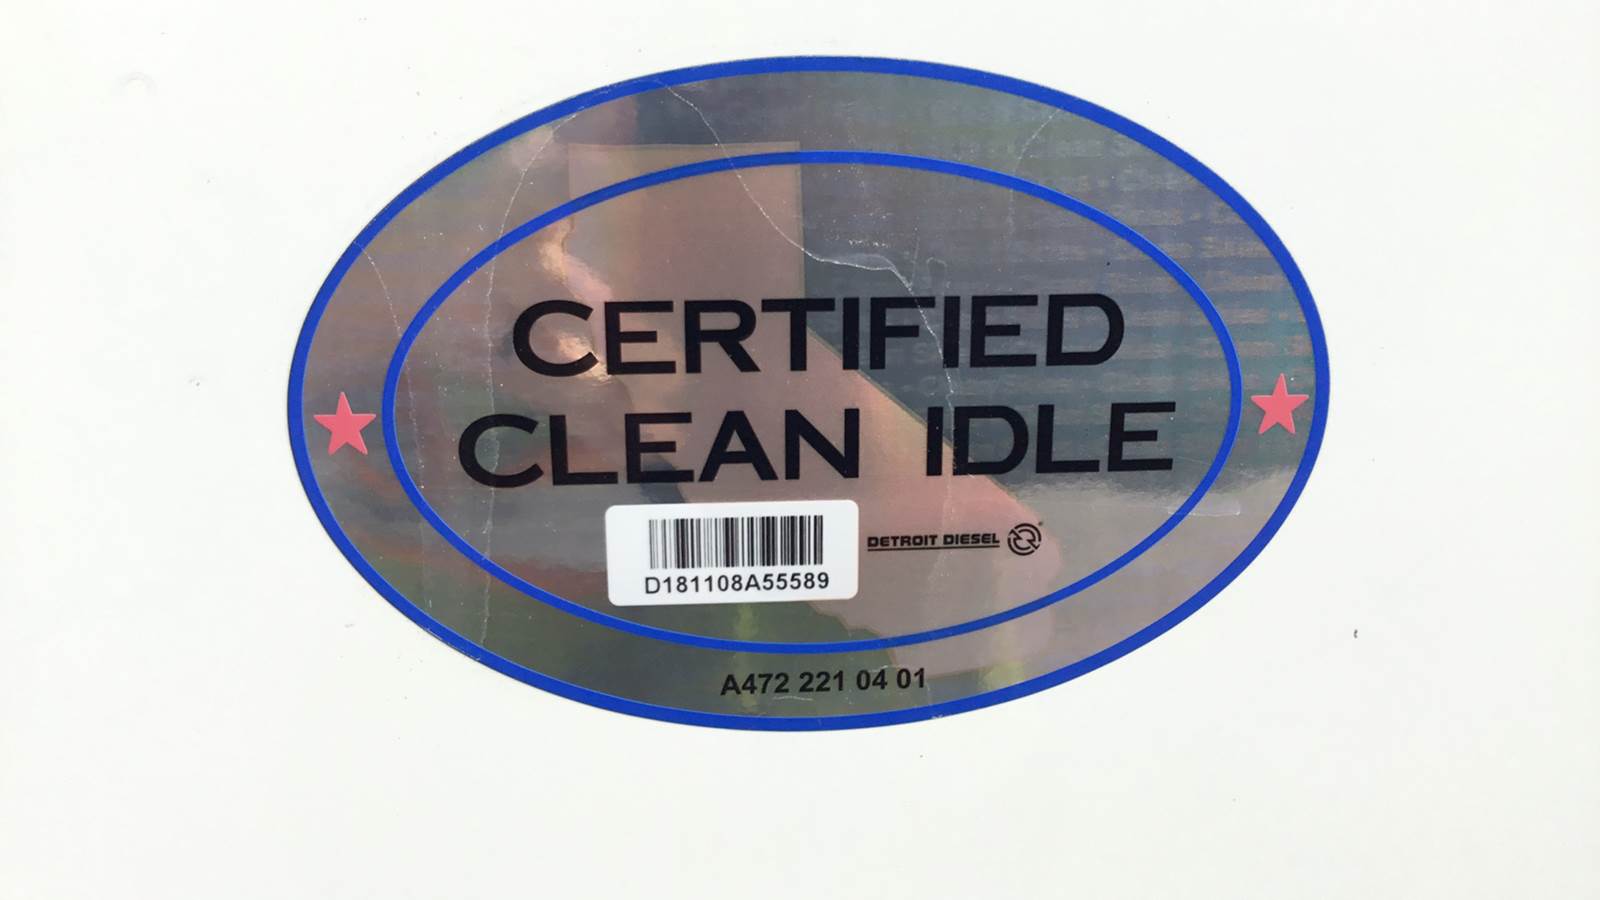 CERTIFIED
CLEAN IDLE
DETROIT DIESEL
D181108A55589
A472 221 04 01